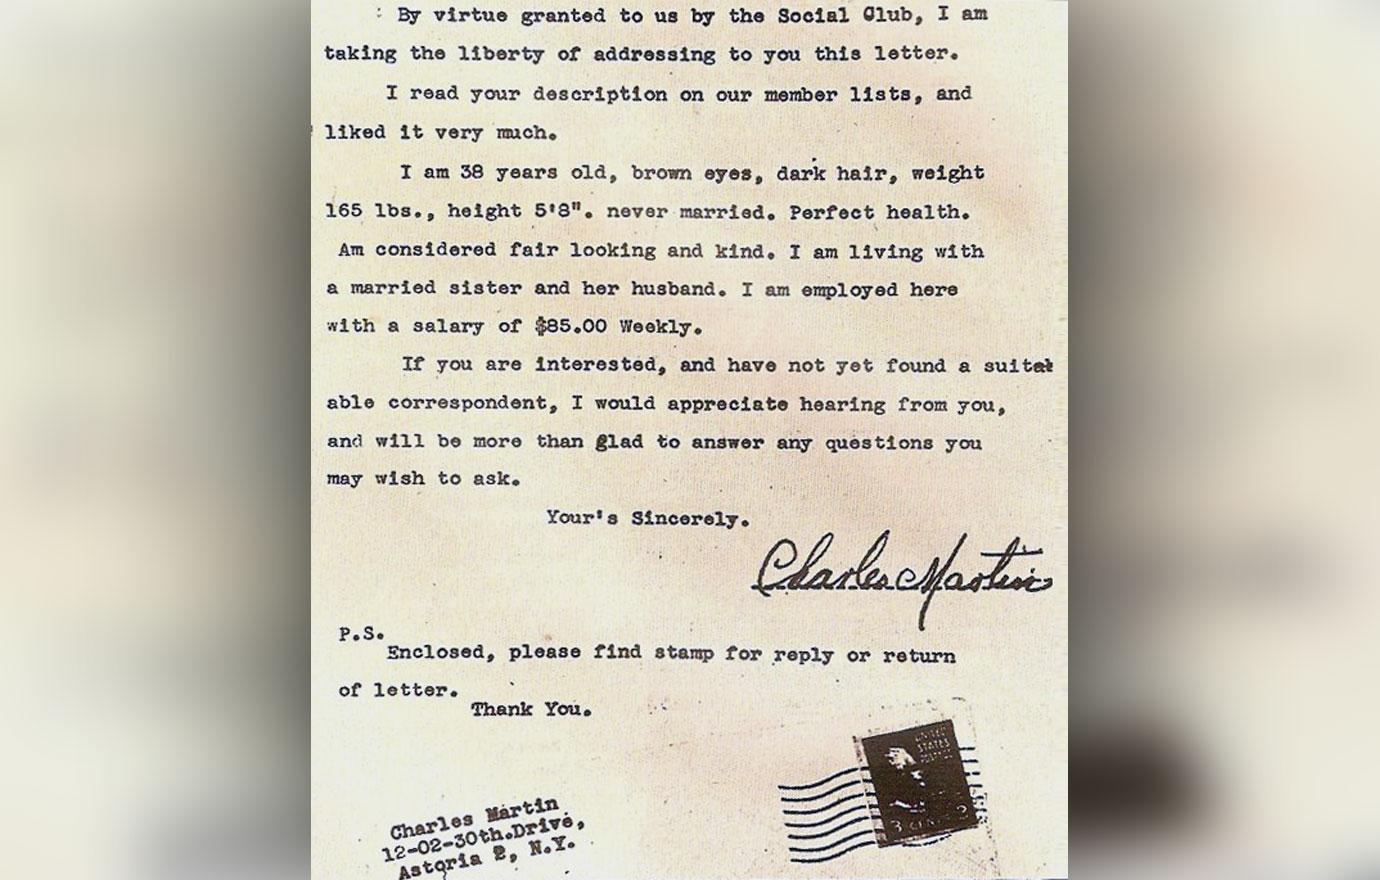 : By virtue granted to us by the Social Club, I am
taking the liberty of addressing to you this letter.
I read your description on our member lists, and
liked it very much.
I am 38 years old, brown eyes, dark hair, weight
165 lbs., height 5'8". never married. Perfect health.
Am considered fair looking and kind. I am living with
a married sister and her husband. I am employed here
with a salary of $85.00 Weekly.
If you are interested, and have not yet found a suit
able correspondent, I would appreciate hearing from you,
and will be more than glad to answer any questions you
may wish to ask.
Your's Sincerely.
Charles Martin
P.S.
Enclosed, please find stamp for reply or return
of letter.
Thank You.
UNITED
STATES
3 CENTS
Charles Martin
12-02-30th.Drive,
Astoria 2, N.Y.